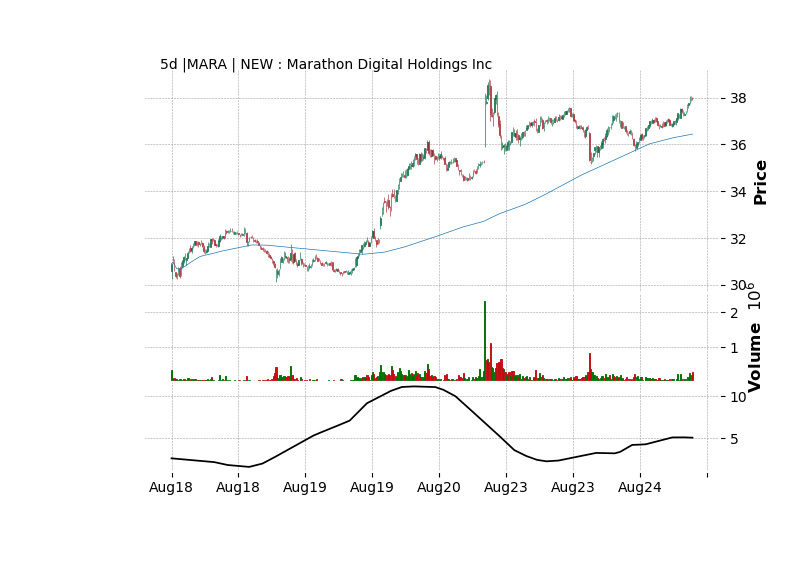 5d |MARA | NEW : Marathon Digital Holdings Inc
38
36
34
32
30
Price
10⁶
2
1
Volume
10
5
Aug18
Aug18
Aug19
Aug19
Aug20
Aug23
Aug23
Aug24